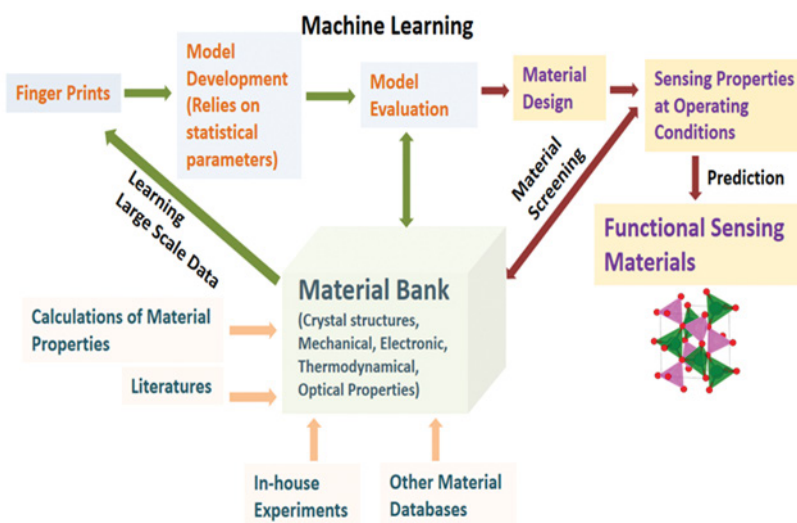 Machine Learning
Finger Prints
Model
Development
(Relies on
statistical
parameters)
Model
Evaluation
Material
Design
Sensing Properties
at Operating
Conditions
Learning
Large Scale Data
Material
Screening
Prediction
Functional Sensing
Materials
Material Bank
(Crystal structures,
Mechanical, Electronic,
Thermodynamical,
Optical Properties)
Calculations of Material
Properties
Literatures
In-house
Experiments
Other Material
Databases